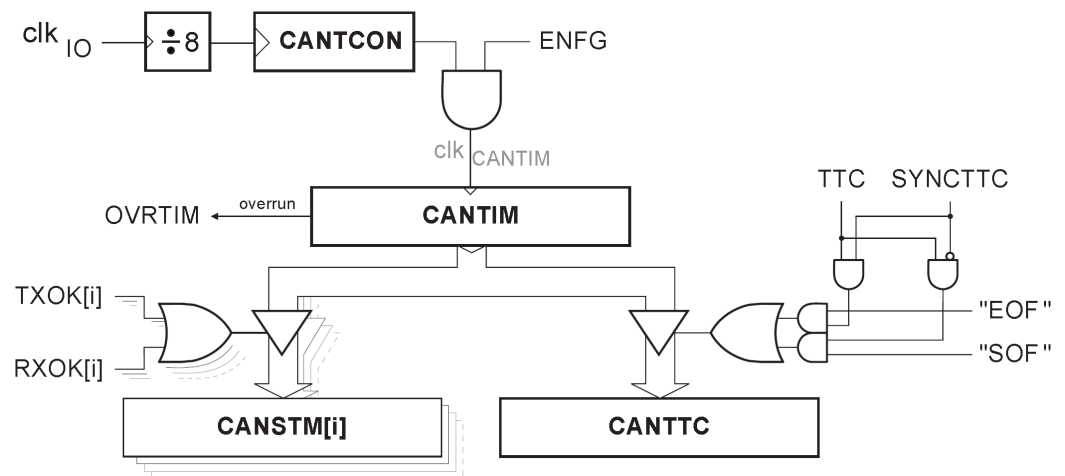 clk IO
÷8
CANTCON
ENFG
clk CANTIM
TTC
SYNCTTC
OVRTIM
overrun
CANTIM
TXOK[i]
RXOK[i]
"EOF"
"SOF"
CANSTM[i]
CANTTC